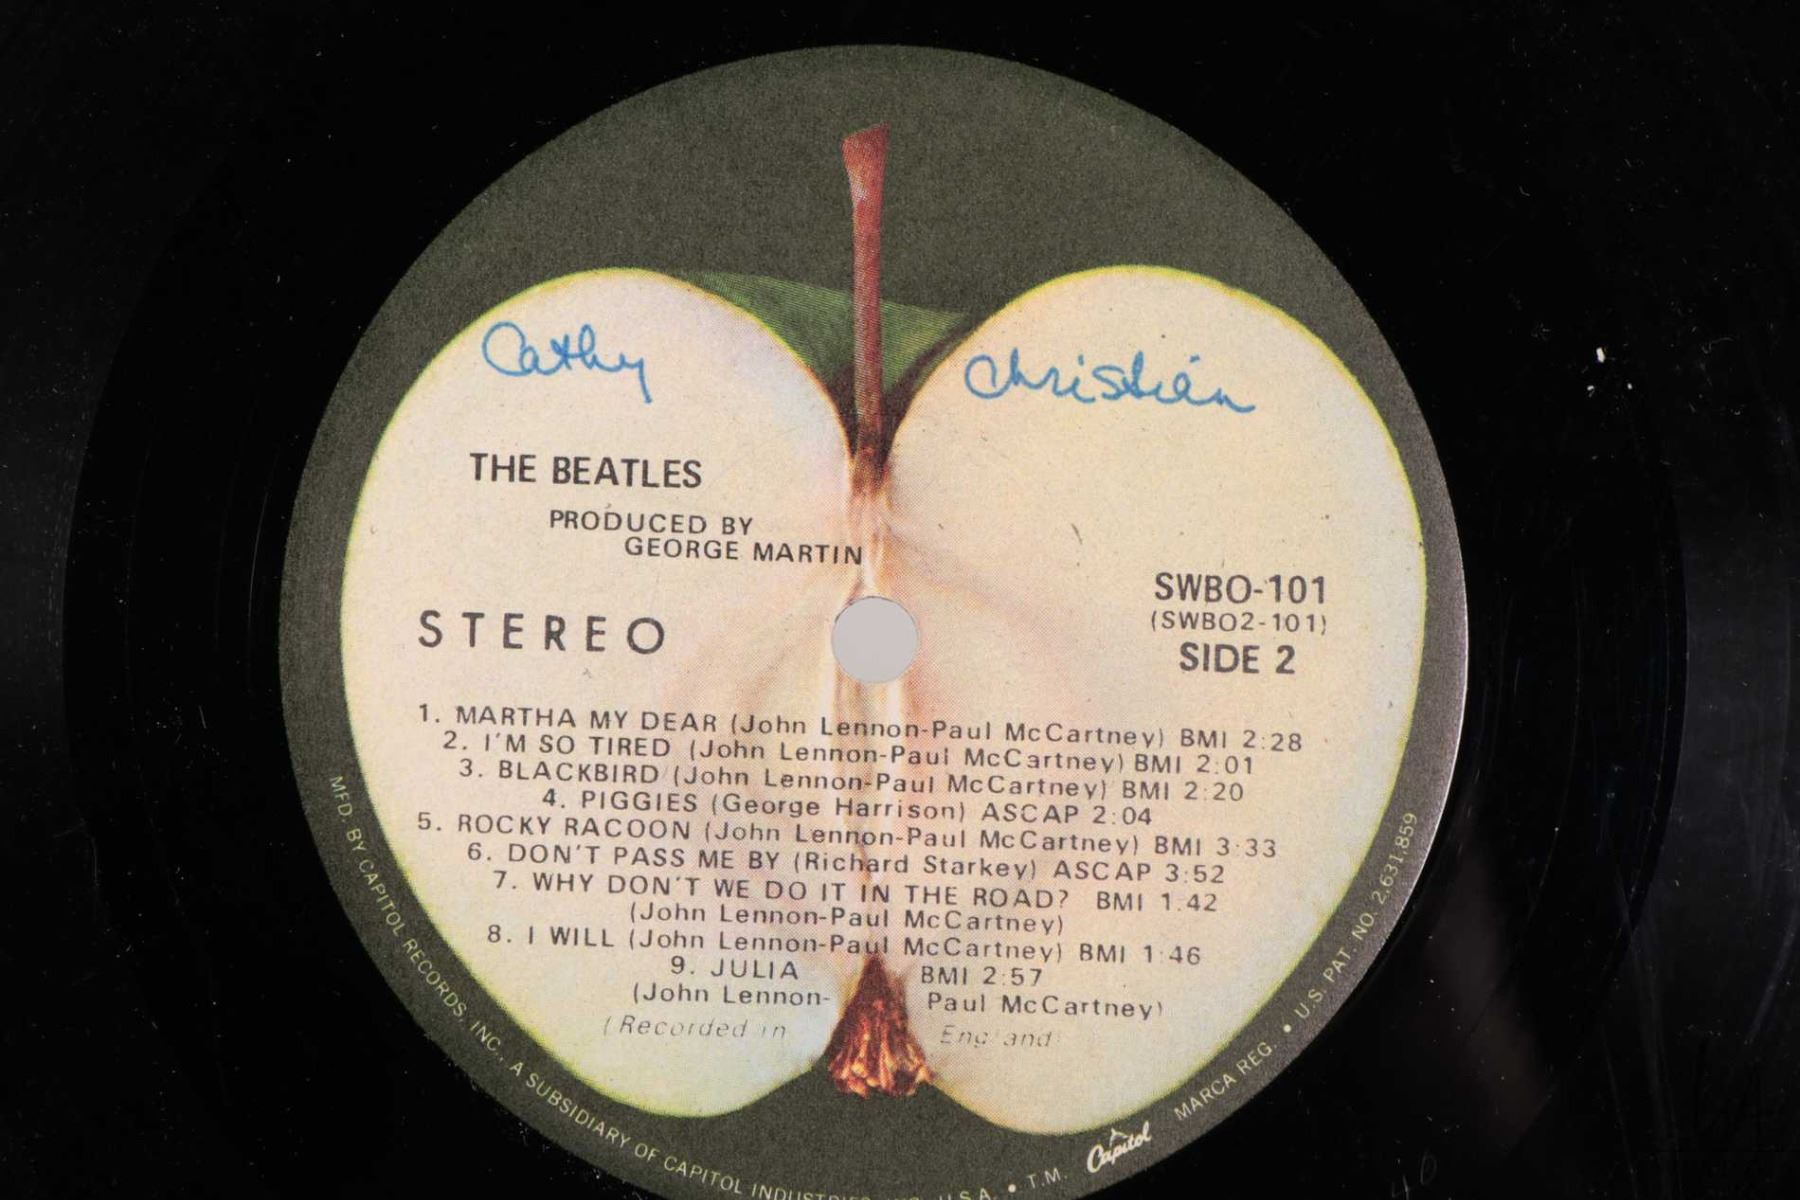 Cathy Christian
THE BEATLES
PRODUCED BY
GEORGE MARTIN
STEREO
SWBO-101
(SWBO2-101)
SIDE 2
1. MARTHA MY DEAR (John Lennon-Paul McCartney) BMI 2:28
2. I'M SO TIRED (John Lennon-Paul McCartney) BMI 2:01
3. BLACKBIRD (John Lennon-Paul McCartney) BMI 2:20
4. PIGGIES (George Harrison) ASCAP 2:04
5. ROCKY RACOON (John Lennon-Paul McCartney) BMI 3:33
6. DON'T PASS ME BY (Richard Starkey) ASCAP 3:52
7. WHY DON'T WE DO IT IN THE ROAD? BMI 1:42
(John Lennon-Paul McCartney)
8. I WILL (John Lennon-Paul McCartney) BMI 1:46
9. JULIA BMI 2:57
(John Lennon-Paul McCartney)
(Recorded in England)
MFD. BY CAPITOL RECORDS, INC., A SUBSIDIARY OF CAPITOL INDUSTRIES, INC., U.S.A. • T.M. Capitol MARCA REG. • U.S. PAT. NO. 2,631,859